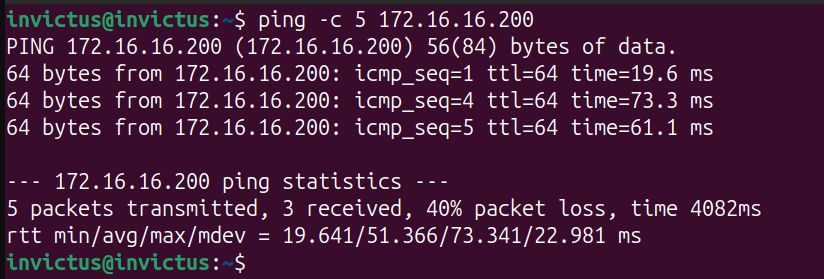 invictus@invictus:~$ ping -c 5 172.16.16.200
PING 172.16.16.200 (172.16.16.200) 56(84) bytes of data.
64 bytes from 172.16.16.200: icmp_seq=1 ttl=64 time=19.6 ms
64 bytes from 172.16.16.200: icmp_seq=4 ttl=64 time=73.3 ms
64 bytes from 172.16.16.200: icmp_seq=5 ttl=64 time=61.1 ms

--- 172.16.16.200 ping statistics ---
5 packets transmitted, 3 received, 40% packet loss, time 4082ms
rtt min/avg/max/mdev = 19.641/51.366/73.341/22.981 ms
invictus@invictus:~$